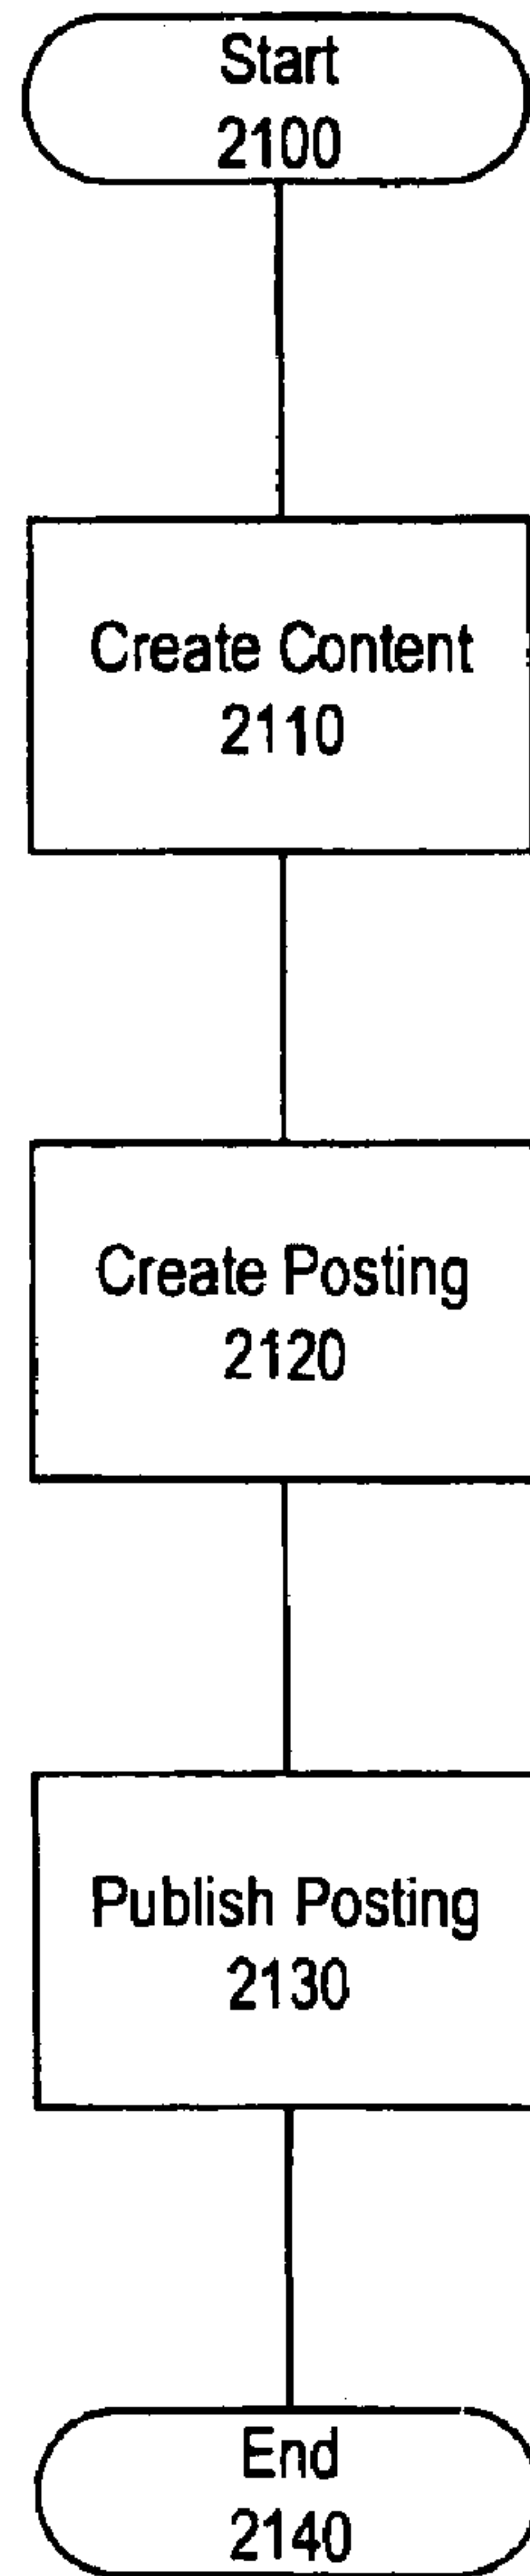 Start
2100
Create Content
2110
Create Posting
2120
Publish Posting
2130
End
2140